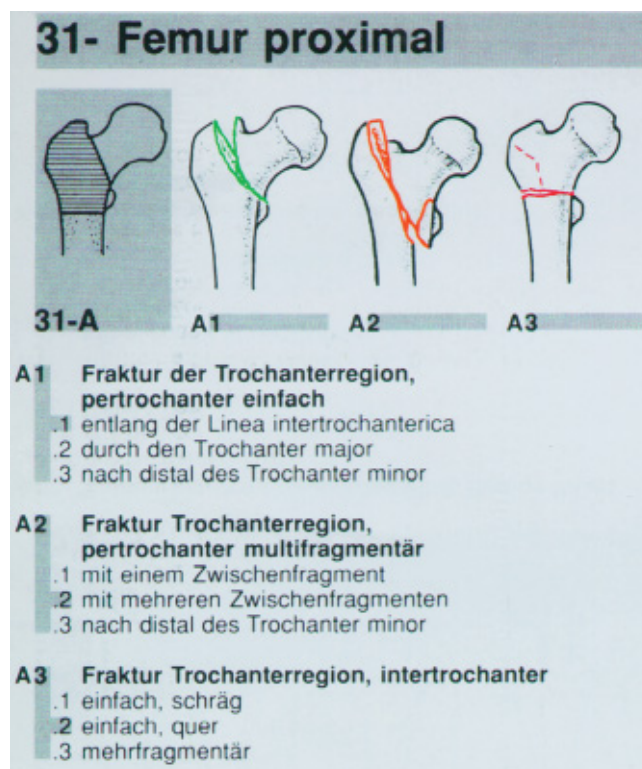 31- Femur proximal
31-A A1 A2 A3
A1 Fraktur der Trochanterregion,
pertrochanter einfach
.1 entlang der Linea intertrochanterica
.2 durch den Trochanter major
.3 nach distal des Trochanter minor
A2 Fraktur Trochanterregion,
pertrochanter multifragmentär
.1 mit einem Zwischenfragment
.2 mit mehreren Zwischenfragmenten
.3 nach distal des Trochanter minor
A3 Fraktur Trochanterregion, intertrochanter
.1 einfach, schräg
.2 einfach, quer
.3 mehrfragmentär